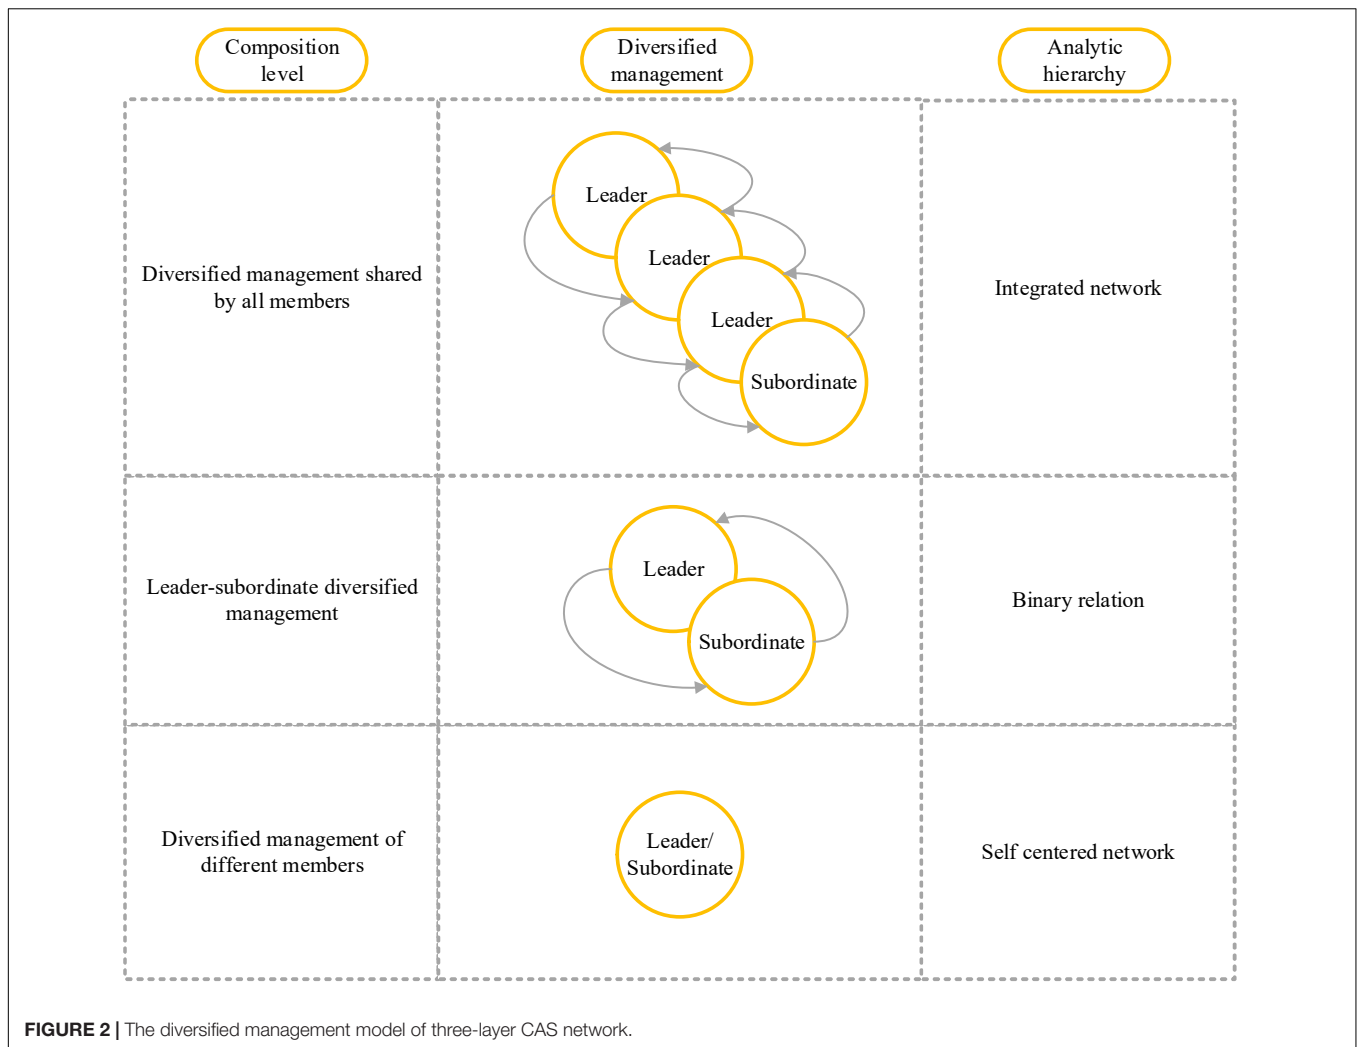 Composition
level
Diversified
management
Analytic
hierarchy
Diversified management shared
by all members
Leader
Leader
Leader
Subordinate
Integrated network
Leader-subordinate diversified
management
Leader
Subordinate
Binary relation
Diversified management of
different members
Leader/
Subordinate
Self centered network
FIGURE 2 | The diversified management model of three-layer CAS network.